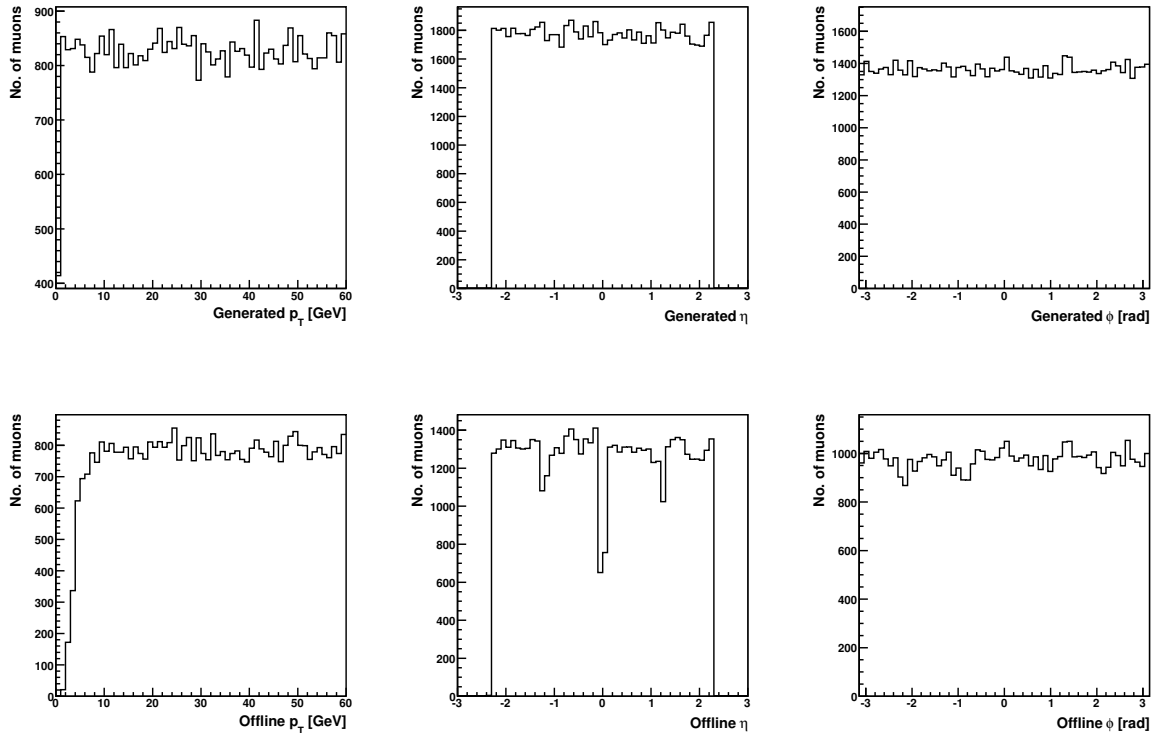 No. of muons
900
800
700
600
500
400
0 10 20 30 40 50 60
Generated p_T [GeV]
No. of muons
1800
1600
1400
1200
1000
800
600
400
200
0
-3 -2 -1 0 1 2 3
Generated η
No. of muons
1600
1400
1200
1000
800
600
400
200
0
-3 -2 -1 0 1 2 3
Generated ϕ [rad]
No. of muons
800
700
600
500
400
300
200
100
0
0 10 20 30 40 50 60
Offline p_T [GeV]
No. of muons
1400
1200
1000
800
600
400
200
0
-3 -2 -1 0 1 2 3
Offline η
No. of muons
1000
800
600
400
200
0
-3 -2 -1 0 1 2 3
Offline ϕ [rad]